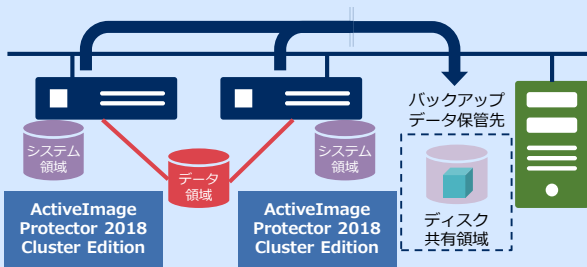 バックアップ
データ保管先
システム
領域
データ
領域
システム
領域
ディスク
共有領域
ActiveImage
Protector 2018
Cluster Edition
ActiveImage
Protector 2018
Cluster Edition